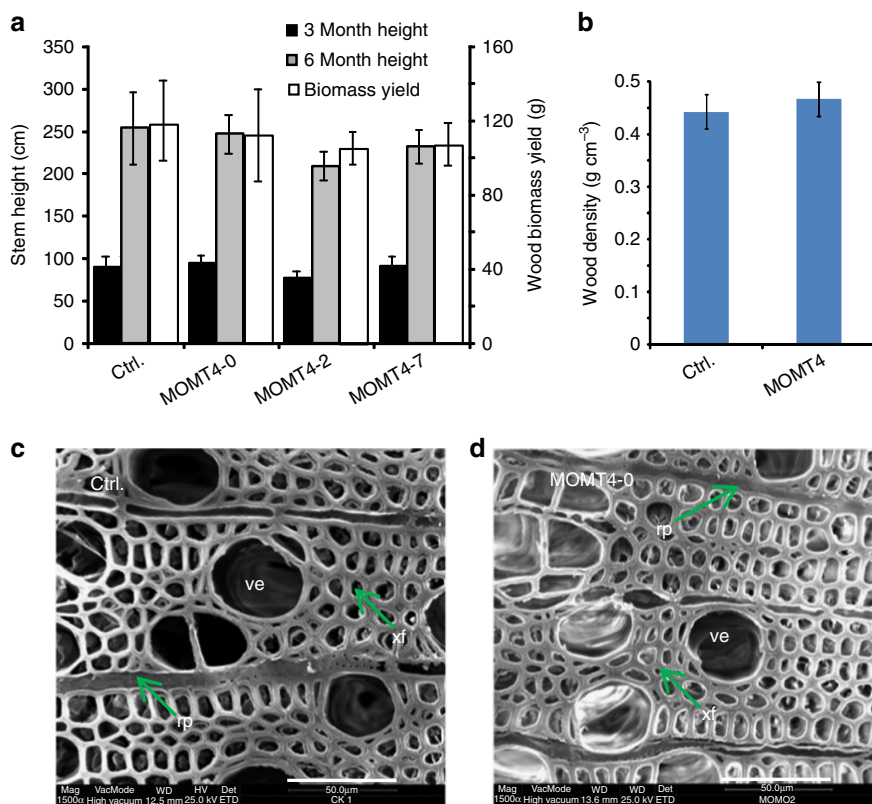 a
3 Month height
6 Month height
Biomass yield
Stem height (cm)
350
300
250
200
150
100
50
0
160
120
80
40
0
Wood biomass yield (g)
Ctrl.
MOMT4-0
MOMT4-2
MOMT4-7
b
Wood density (g cm⁻³)
0.5
0.4
0.3
0.2
0.1
0
Ctrl.
MOMT4
c
Ctrl.
ve
xf
rp
Mag VacMode WD HV Det 50.0μm
1500α High vacuum 12.5 mm 25.0 kV ETD CK 1
d
MOMT4-0
rp
ve
xf
Mag VacMode WD HV Det 50.0μm
1500α High vacuum 13.6 mm 25.0 kV ETD MOMO2